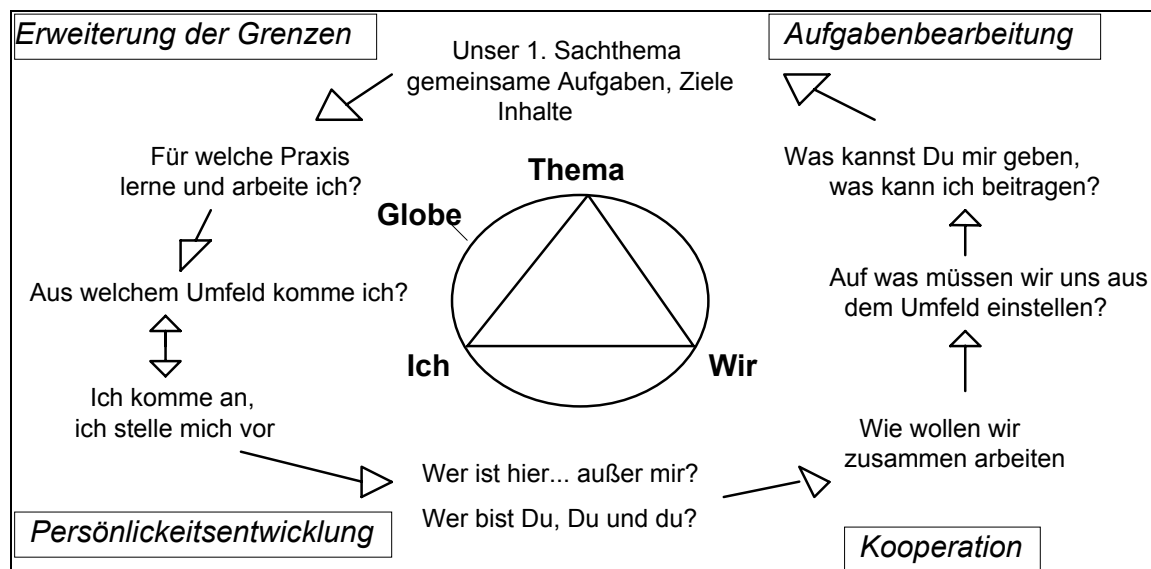 Erweiterung der Grenzen
Unser 1. Sachthema
gemeinsame Aufgaben, Ziele
Inhalte
Aufgabenbearbeitung
Für welche Praxis
lerne und arbeite ich?
Was kannst Du mir geben,
was kann ich beitragen?
Thema
Globe
Aus welchem Umfeld komme ich?
Auf was müssen wir uns aus
dem Umfeld einstellen?
Ich
Wir
Ich komme an,
ich stelle mich vor
Wie wollen wir
zusammen arbeiten
Wer ist hier... außer mir?
Wer bist Du, Du und du?
Persönlickeitsentwicklung
Kooperation